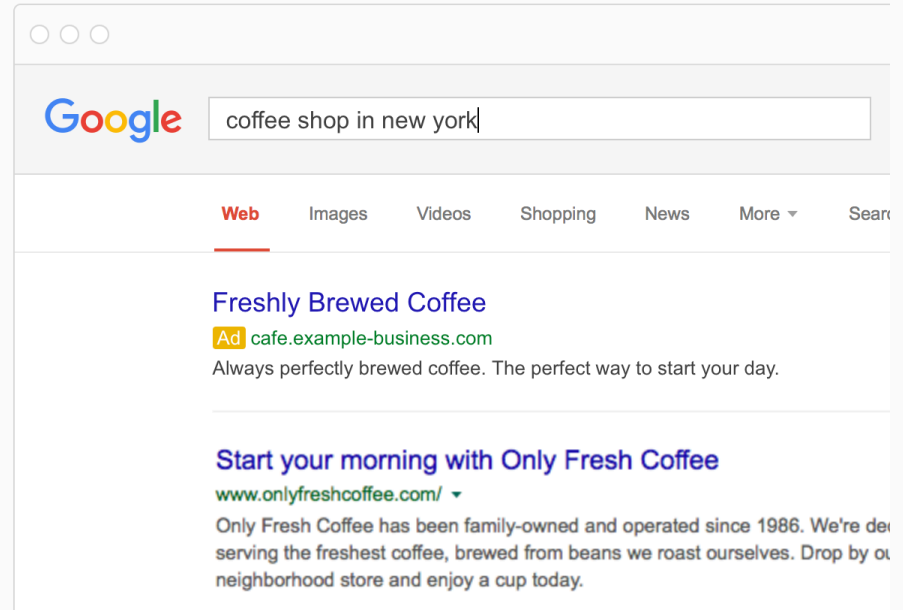 Google
coffee shop in new york
Web Images Videos Shopping News More
Freshly Brewed Coffee
Ad cafe.example-business.com
Always perfectly brewed coffee. The perfect way to start your day.
Start your morning with Only Fresh Coffee
www.onlyfreshcoffee.com/
Only Fresh Coffee has been family-owned and operated since 1986. We're
serving the freshest coffee, brewed from beans we roast ourselves. Drop by
neighborhood store and enjoy a cup today.